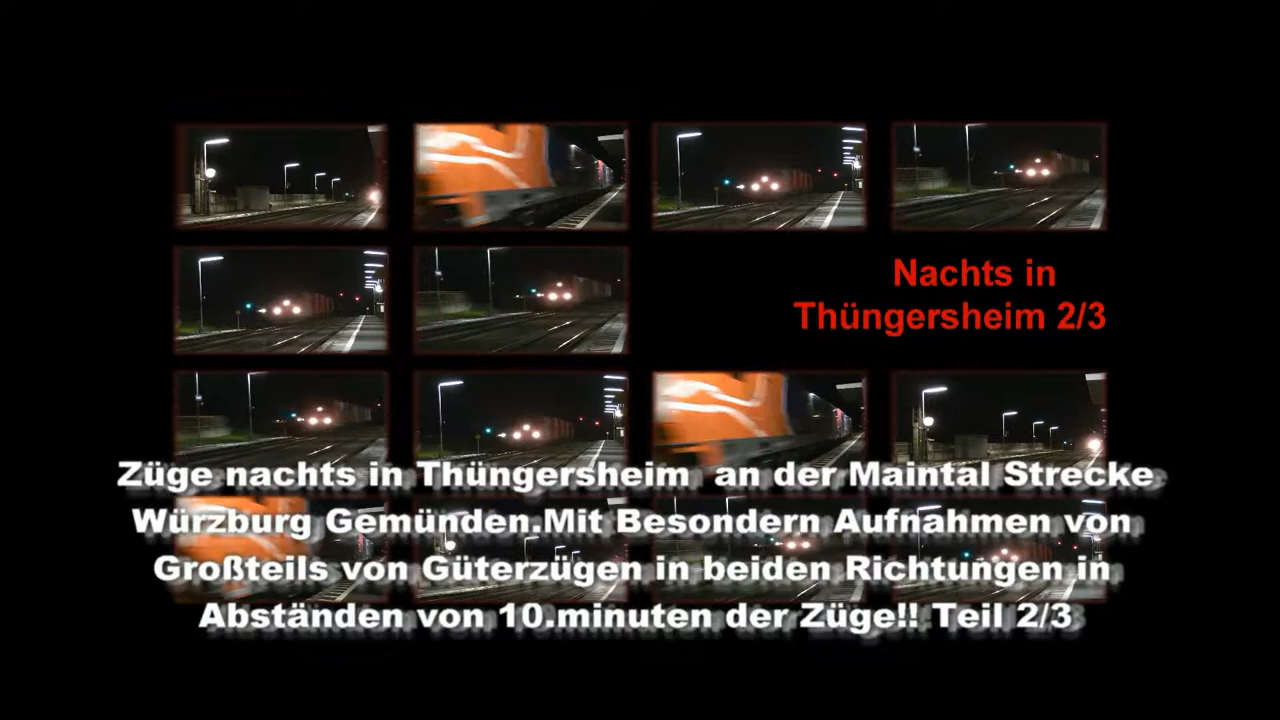 Nachts in
Thüngersheim 2/3
Züge nachts in Thüngersheim  an der Maintal Strecke
Würzburg Gemünden.Mit Besondern Aufnahmen von
Großteils von Güterzügen in beiden Richtungen in
Abständen von 10.minuten der Züge!! Teil 2/3